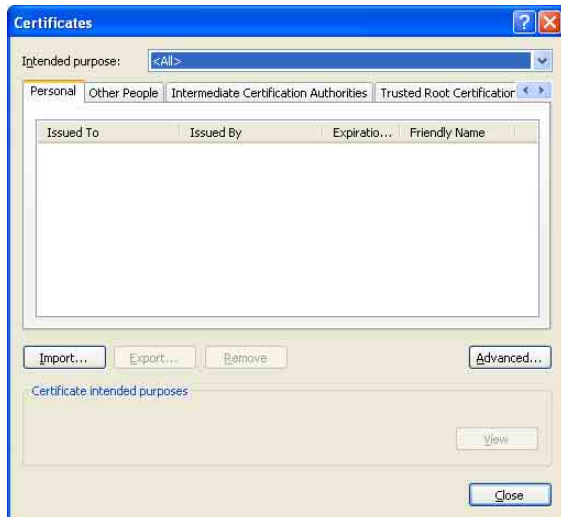 Certificates
Intended purpose: <All>
Personal Other People Intermediate Certification Authorities Trusted Root Certification
Issued To Issued By Expiratio... Friendly Name
Import... Export... Remove Advanced...
Certificate intended purposes
View
Close